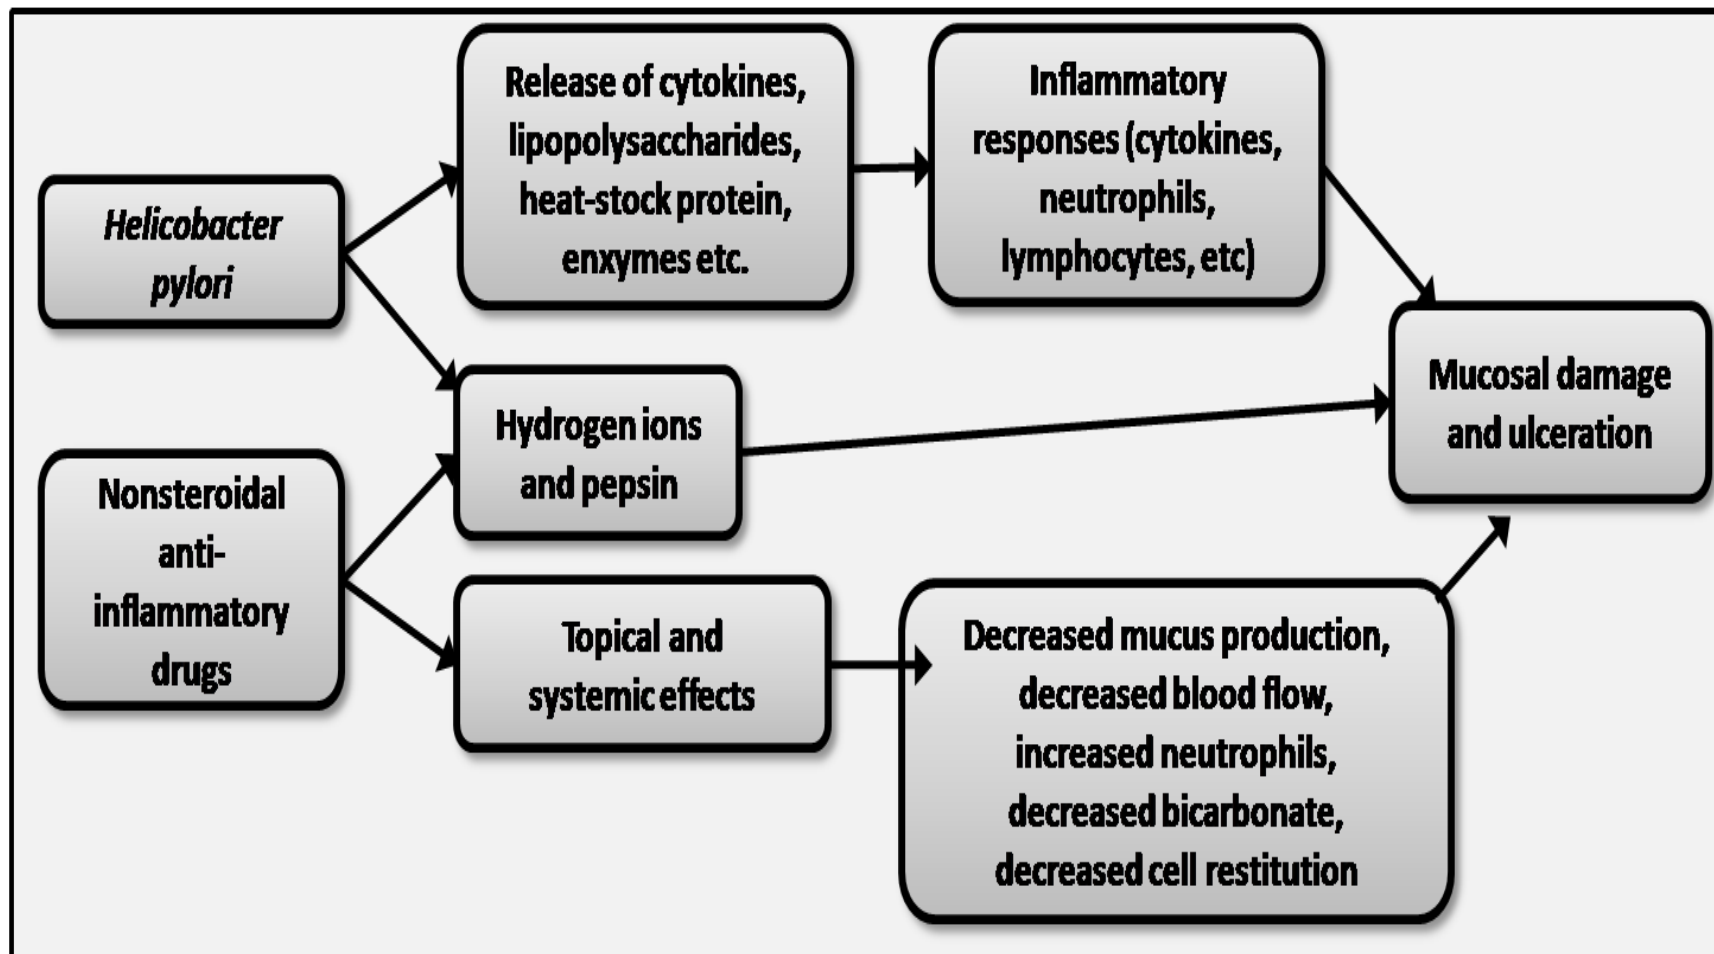 Release of cytokines,
lipopolysaccharides,
heat-stock protein,
enxymes etc.
Inflammatory
responses (cytokines,
neutrophils,
lymphocytes, etc)
Helicobacter
pylori
Mucosal damage
and ulceration
Hydrogen ions
and pepsin
Nonsteroidal
anti-
inflammatory
drugs
Topical and
systemic effects
Decreased mucus production,
decreased blood flow,
increased neutrophils,
decreased bicarbonate,
decreased cell restitution